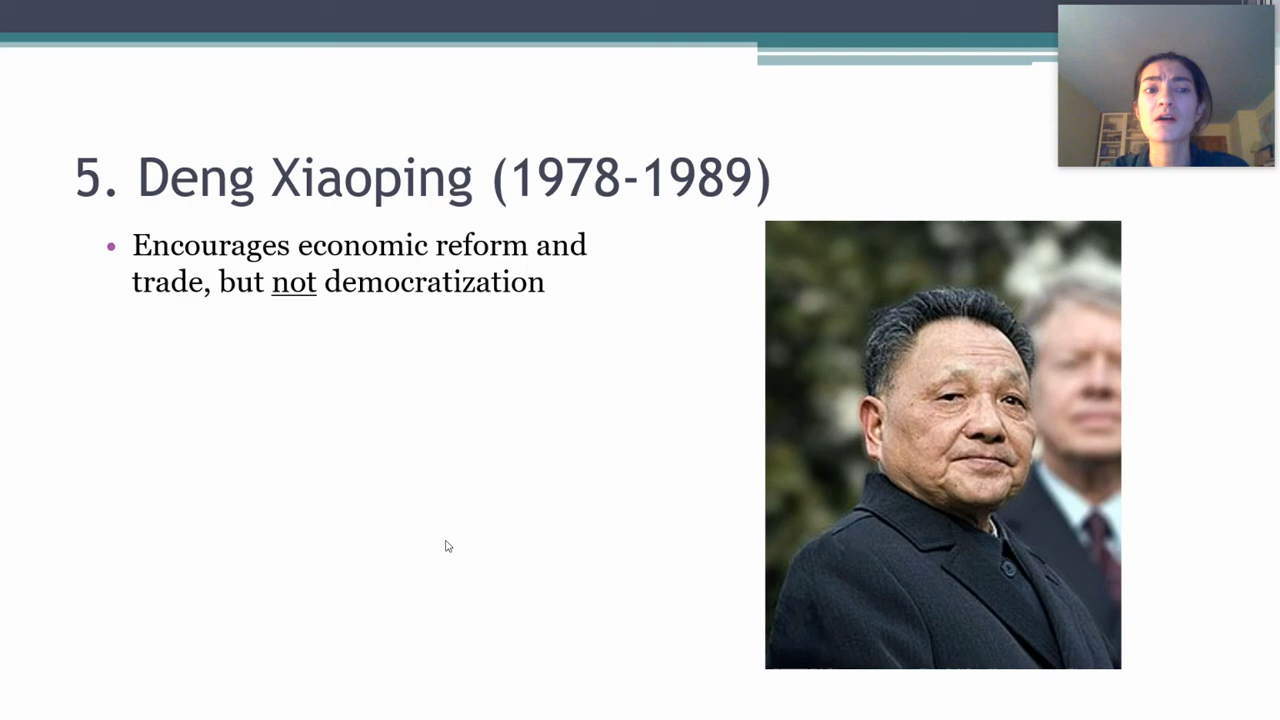 5. Deng Xiaoping (1978-1989)
• Encourages economic reform and
trade, but not democratization